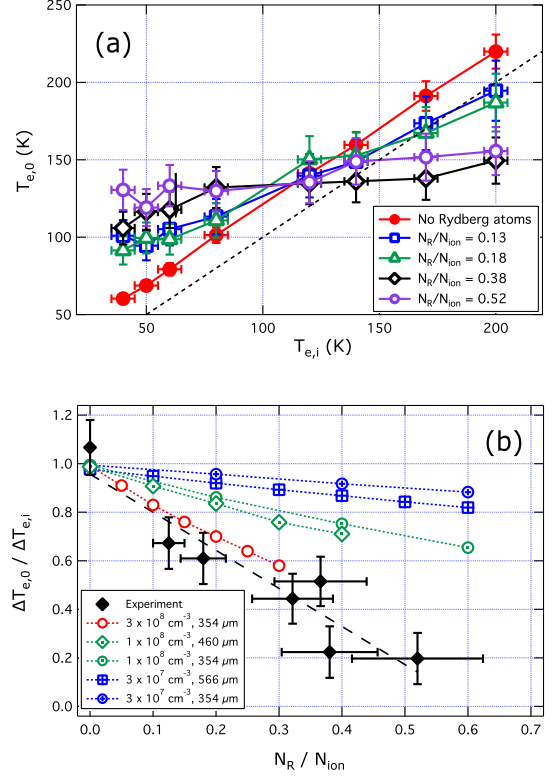 (a)
250
200
150
100
50
T_e,0 (K)
50
100
150
200
T_e,i (K)
No Rydberg atoms
N_R/N_ion = 0.13
N_R/N_ion = 0.18
N_R/N_ion = 0.38
N_R/N_ion = 0.52
(b)
1.2
1.0
0.8
0.6
0.4
0.2
0.0
ΔT_e,0 / ΔT_e,i
Experiment
3 x 10^8 cm^-3, 354 µm
1 x 10^8 cm^-3, 460 µm
1 x 10^8 cm^-3, 354 µm
3 x 10^7 cm^-3, 566 µm
3 x 10^7 cm^-3, 354 µm
0.0 0.1 0.2 0.3 0.4 0.5 0.6 0.7
N_R / N_ion